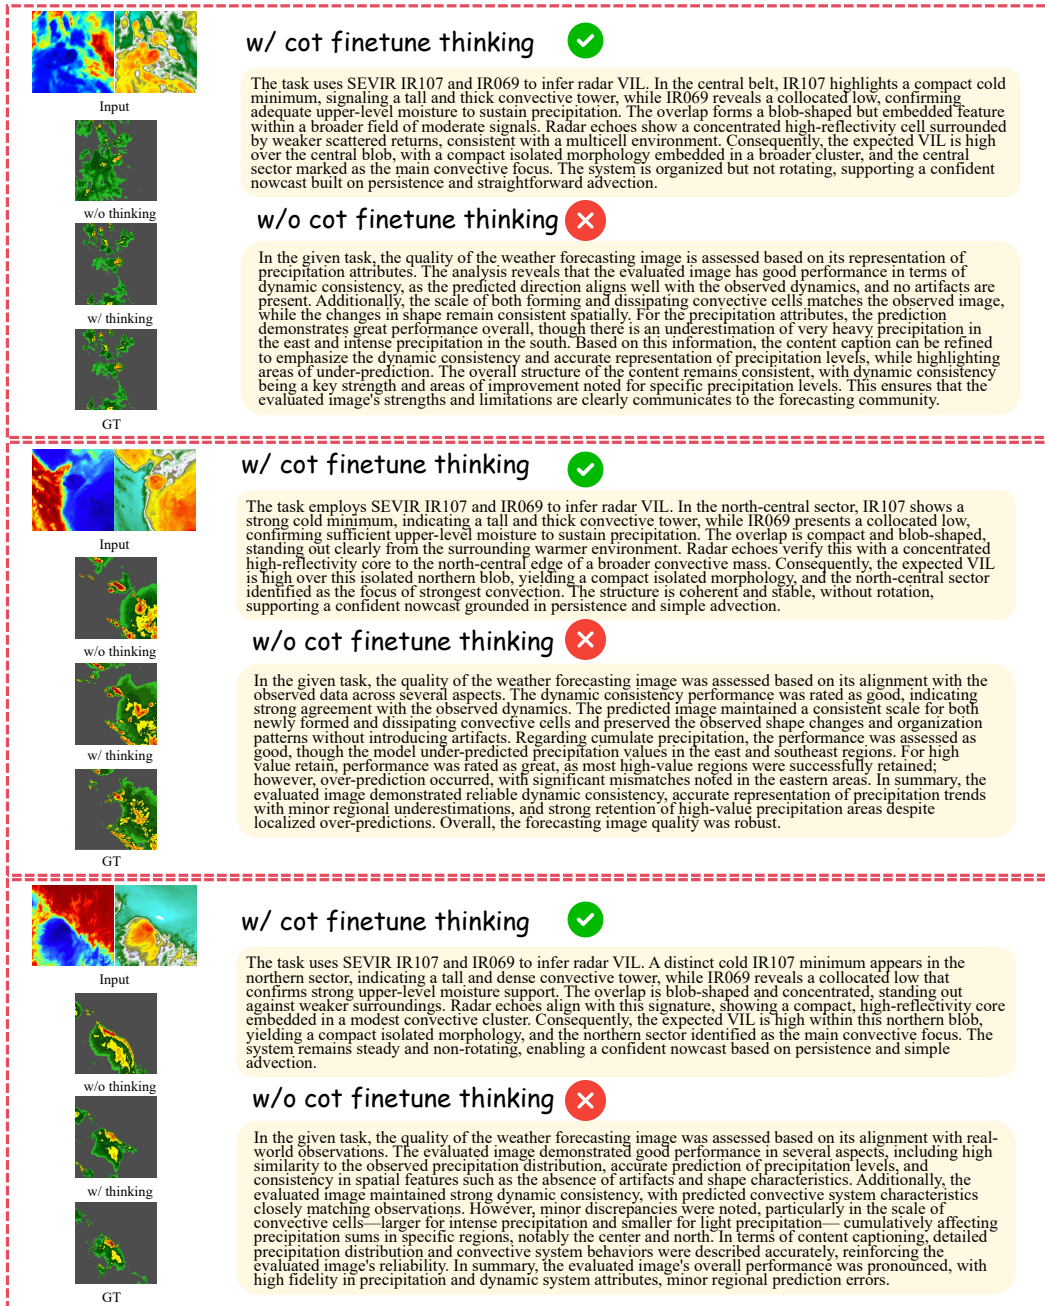 w/ cot finetune thinking
The task uses SEVIR IR107 and IR069 to infer radar VIL. In the central belt, IR107 highlights a compact cold
minimum, signaling a tall and thick convective tower, while IR069 reveals a collocated low, confirming
adequate upper-level moisture to sustain precipitation. The overlap forms a blob-shaped but embedded feature
within a broader field of moderate signals. Radar echoes show a concentrated high-reflectivity cell surrounded
by weaker scattered returns, consistent with a multicell environment. Consequently, the expected VIL is high
over the central blob, with a compact isolated morphology embedded in a broader cluster, and the central
sector marked as the main convective focus. The system is organized but not rotating, supporting a confident
nowcast built on persistence and straightforward advection.
Input
w/o thinking
w/ thinking
GT
w/o cot finetune thinking
In the given task, the quality of the weather forecasting image is assessed based on its representation of
precipitation attributes. The analysis reveals that the evaluated image has good performance in terms of
dynamic consistency, as the predicted direction aligns well with the observed dynamics, and no artifacts are
present. Additionally, the scale of both forming and dissipating convective cells matches the observed image,
while the changes in shape remain consistent spatially. For the precipitation attributes, the prediction
demonstrates great performance overall, though there is an underestimation of very heavy precipitation in
the east and intense precipitation in the south. Based on this information, the content caption can be refined
to emphasize the dynamic consistency and accurate representation of precipitation levels, while highlighting
areas of under-prediction. The overall structure of the content remains consistent, with dynamic consistency
being a key strength and areas of improvement noted for specific precipitation levels. This ensures that the
evaluated image's strengths and limitations are clearly communicates to the forecasting community.
w/ cot finetune thinking
The task employs SEVIR IR107 and IR069 to infer radar VIL. In the north-central sector, IR107 shows a
strong cold minimum, indicating a tall and thick convective tower, while IR069 presents a collocated low,
confirming sufficient upper-level moisture to sustain precipitation. The overlap is compact and blob-shaped,
standing out clearly from the surrounding warmer environment. Radar echoes verify this with a concentrated
high-reflectivity core to the north-central edge of a broader convective mass. Consequently, the expected VIL
is high over this isolated northern blob, yielding a compact isolated morphology, and the north-central sector
identified as the focus of strongest convection. The structure is coherent and stable, without rotation,
supporting a confident nowcast grounded in persistence and simple advection.
Input
w/o thinking
w/ thinking
GT
w/o cot finetune thinking
In the given task, the quality of the weather forecasting image was assessed based on its alignment with the
observed data across several aspects. The dynamic consistency performance was rated as good, indicating
strong agreement with the observed dynamics. The predicted image maintained a consistent scale for both
newly formed and dissipating convective cells and preserved the observed shape changes and organization
patterns without introducing artifacts. Regarding cumulate precipitation, the performance was assessed as
good, though the model under-predicted precipitation values in the east and southeast regions. For high
value retain, performance was rated as great, as most high-value regions were successfully retained;
however, over-prediction occurred, with significant mismatches noted in the eastern areas. In summary, the
evaluated image demonstrated reliable dynamic consistency, accurate representation of precipitation trends
with minor regional underestimations, and strong retention of high-value precipitation areas despite
localized over-predictions. Overall, the forecasting image quality was robust.
w/ cot finetune thinking
The task uses SEVIR IR107 and IR069 to infer radar VIL. A distinct cold IR107 minimum appears in the
northern sector, indicating a tall and dense convective tower, while IR069 reveals a collocated low that
confirms strong upper-level moisture support. The overlap is blob-shaped and concentrated, standing out
against weaker surroundings. Radar echoes align with this signature, showing a compact, high-reflectivity core
embedded in a modest convective cluster. Consequently, the expected VIL is high within this northern blob,
yielding a compact isolated morphology, and the northern sector identified as the main convective focus. The
system remains steady and non-rotating, enabling a confident nowcast based on persistence and simple
advection.
Input
w/o thinking
w/ thinking
GT
w/o cot finetune thinking
In the given task, the quality of the weather forecasting image was assessed based on its alignment with real-
world observations. The evaluated image demonstrated good performance in several aspects, including high
similarity to the observed precipitation distribution, accurate prediction of precipitation levels, and
consistency in spatial features such as the absence of artifacts and shape characteristics. Additionally, the
evaluated image maintained strong dynamic consistency, with predicted convective system characteristics
closely matching observations. However, minor discrepancies were noted, particularly in the scale of
convective cells—larger for intense precipitation and smaller for light precipitation— cumulatively affecting
precipitation sums in specific regions, notably the center and north. In terms of content captioning, detailed
precipitation distribution and convective system behaviors were described accurately, reinforcing the
evaluated image's reliability. In summary, the evaluated image's overall performance was pronounced, with
high fidelity in precipitation and dynamic system attributes, minor regional prediction errors.